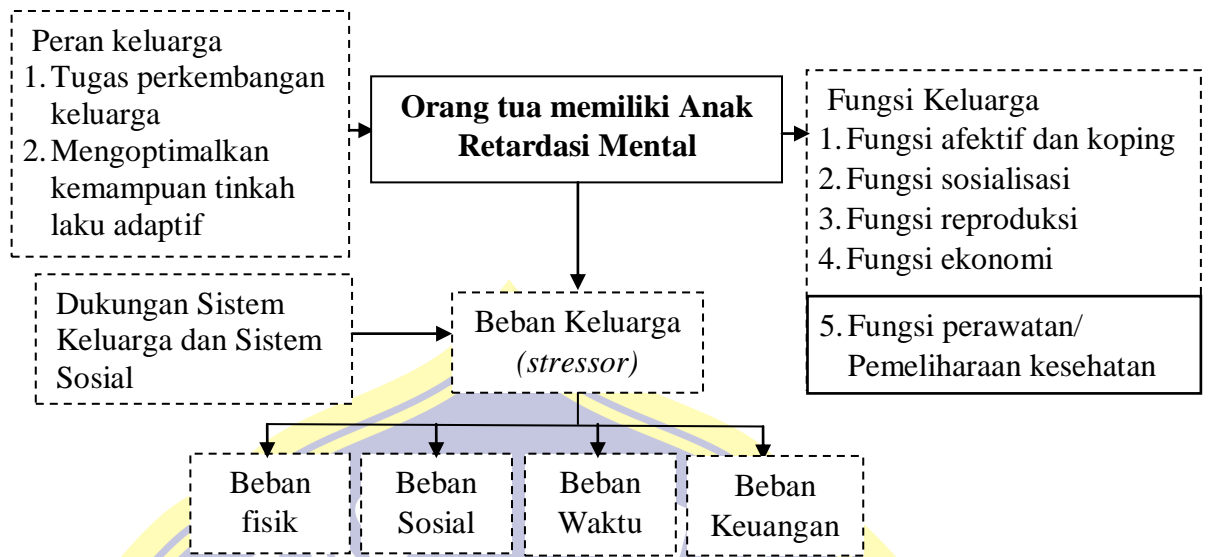 Peran keluarga
1. Tugas perkembangan
keluarga
2. Mengoptimalkan
kemampuan tinkah
laku adaptif
Orang tua memiliki Anak
Retardasi Mental
Fungsi Keluarga
1. Fungsi afektif dan koping
2. Fungsi sosialisasi
3. Fungsi reproduksi
4. Fungsi ekonomi
5. Fungsi perawatan/
Pemeliharaan kesehatan
Dukungan Sistem
Keluarga dan Sistem
Sosial
Beban Keluarga
(stressor)
Beban
fisik
Beban
Sosial
Beban
Waktu
Beban
Keuangan